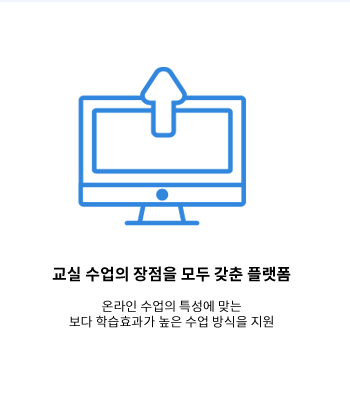 교실 수업의 장점을 모두 갖춘 플랫폼
온라인 수업의 특성에 맞는
보다 학습효과가 높은 수업 방식을 지원